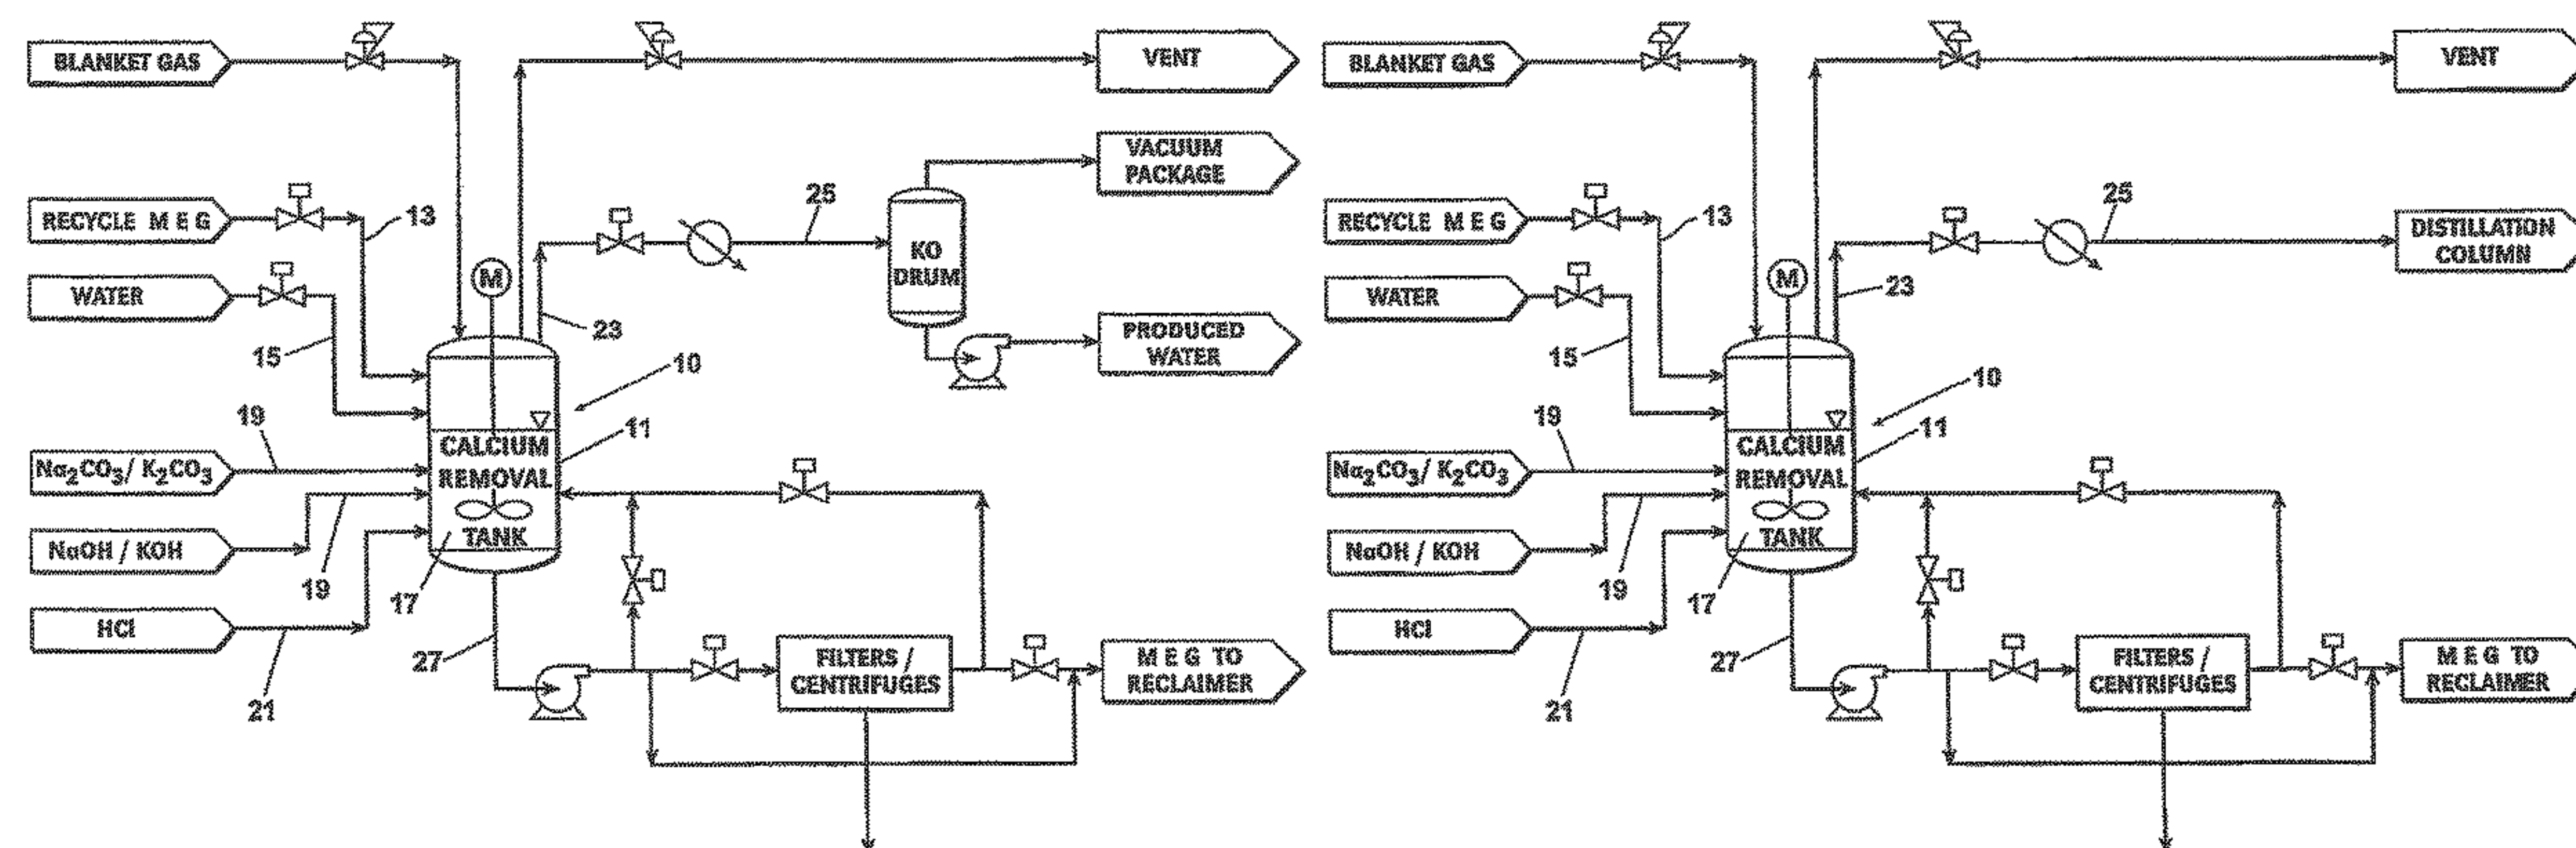 BLANKET GAS
VENT
VACUUM
PACKAGE
RECYCLE M E G
13
25
KO
DRUM
WATER
M
15
23
PRODUCED
WATER
10
19
11
CALCIUM
REMOVAL
TANK
Na2CO3/ K2CO3
NaOH / KOH
19
17
HCl
21
27
FILTERS /
CENTRIFUGES
M E G TO
RECLAIMER
BLANKET GAS
VENT
RECYCLE M E G
13
25
DISTILLATION
COLUMN
WATER
M
15
23
10
19
11
CALCIUM
REMOVAL
TANK
Na2CO3/ K2CO3
NaOH / KOH
19
17
HCl
21
27
FILTERS /
CENTRIFUGES
M E G TO
RECLAIMER